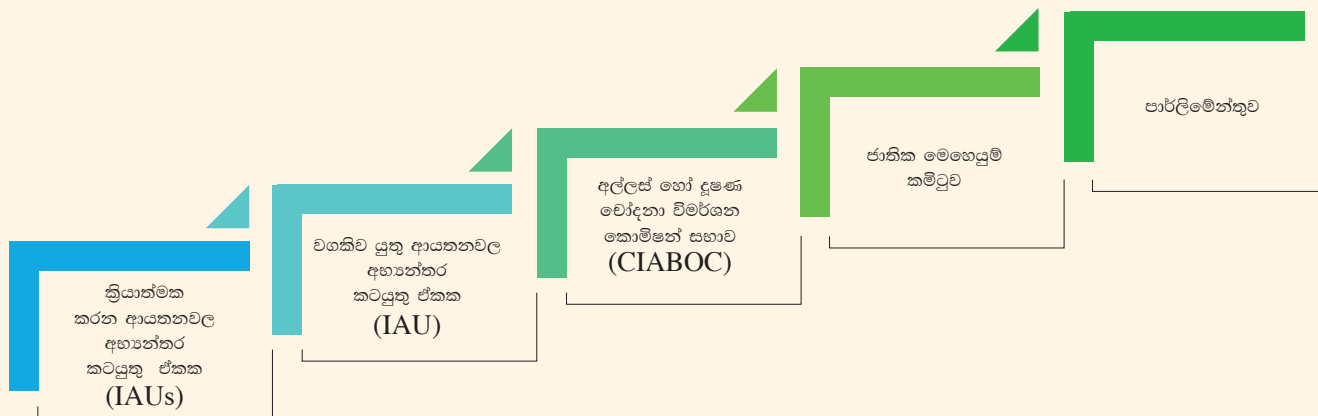 ක්‍රියාත්මක
කරන ආයතනවල
අභ්‍යන්තර
කටයුතු ඒකක
(IAUs)
වගකිව යුතු ආයතනවල
අභ්‍යන්තර
කටයුතු ඒකක
(IAU)
අල්ලස් හෝ දූෂණ
චෝදනා විමර්ශන
කොමිෂන් සභාව
(CIABOC)
ජාතික මෙහෙයුම්
කමිටුව
පාර්ලිමේන්තුව